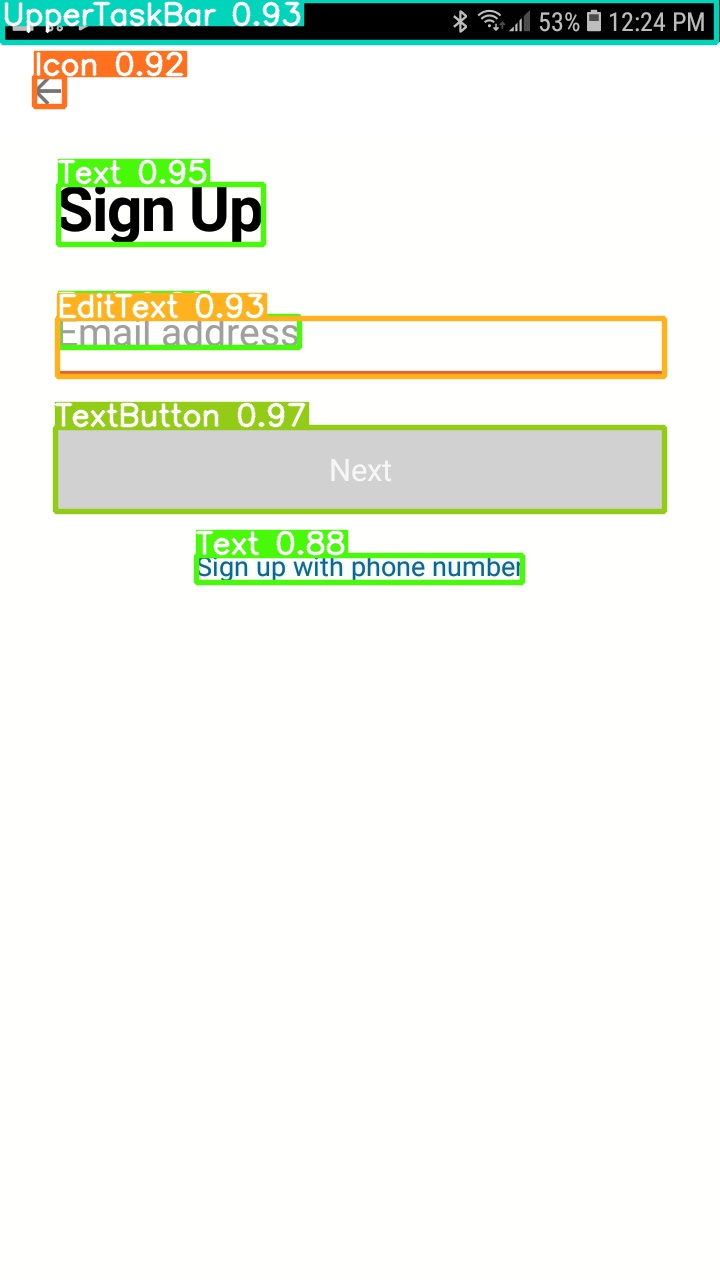 UpperTaskBar 0.93
53% 12:24 PM
Icon 0.92
Text 0.95
Sign Up
EditText 0.93
Email address
TextButton 0.97
Next
Text 0.88
Sign up with phone number